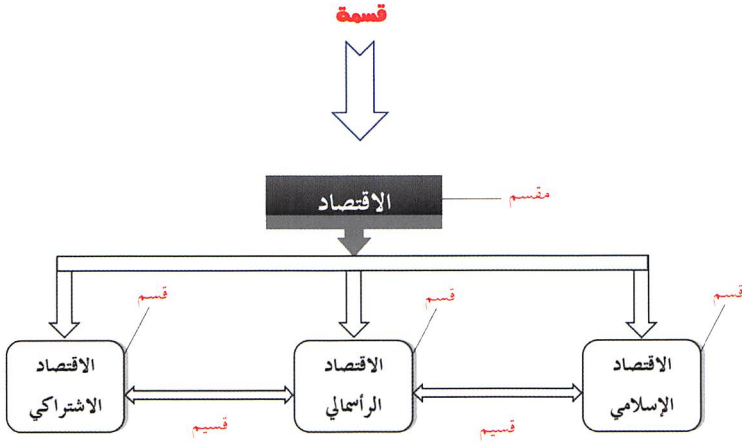 قسمة
الاقتصاد
مقسم
قسم
قسم
قسم
الاقتصاد
الإسلامي
الاقتصاد
الرأسمالي
الاقتصاد
الاشتراكي
قسيم
قسيم